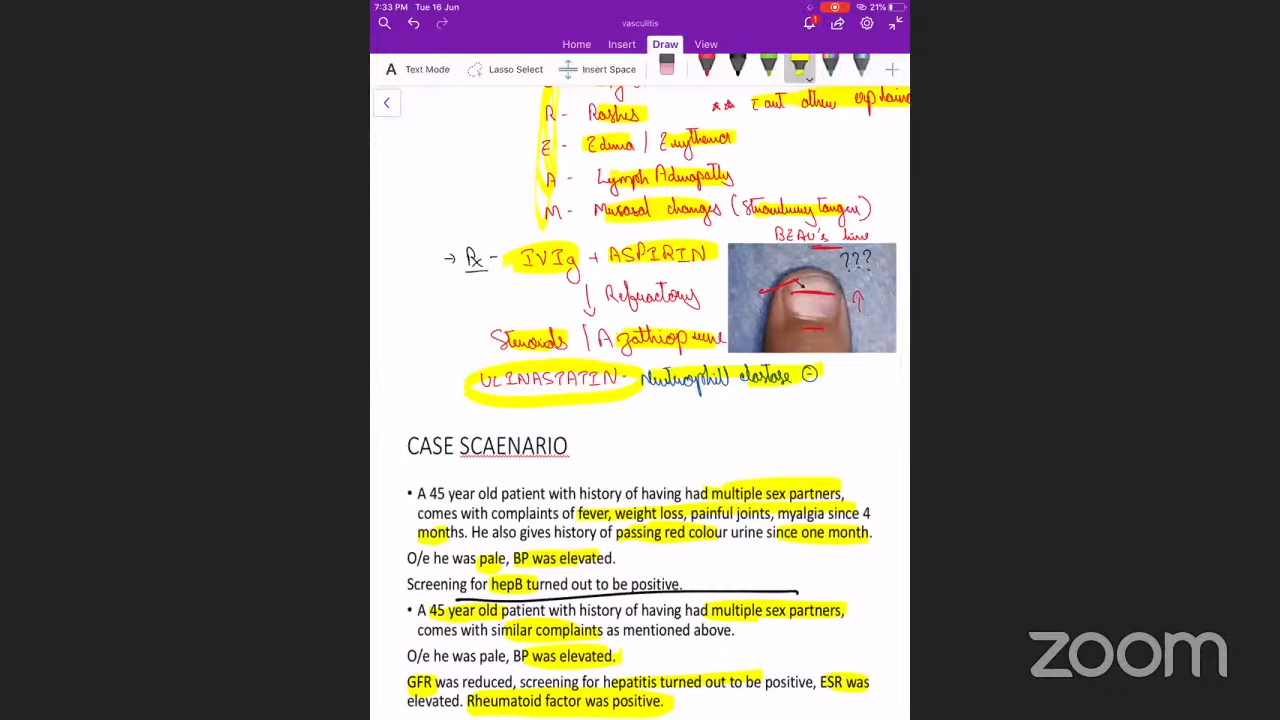 7:33 PM Tue 16 Jun 21%
vasculitis
Home Insert Draw View
A Text Mode Lasso Select Insert Space
R - Rashes
E - Edema / Erythema
A - Lymph Adenopathy
M - Mucosal changes (Strawberry tongue)
BEAU's line
→ Rx - IVIg + ASPIRIN
???
Refractory
Steroids / Azathioprine
ULINASTATIN - Neutrophill elastase ⊖
CASE SCAENARIO
• A 45 year old patient with history of having had multiple sex partners,
comes with complaints of fever, weight loss, painful joints, myalgia since 4
months. He also gives history of passing red colour urine since one month.
O/e he was pale, BP was elevated.
Screening for hepB turned out to be positive.
• A 45 year old patient with history of having had multiple sex partners,
comes with similar complaints as mentioned above.
O/e he was pale, BP was elevated.
GFR was reduced, screening for hepatitis turned out to be positive, ESR was
elevated. Rheumatoid factor was positive.
zoom